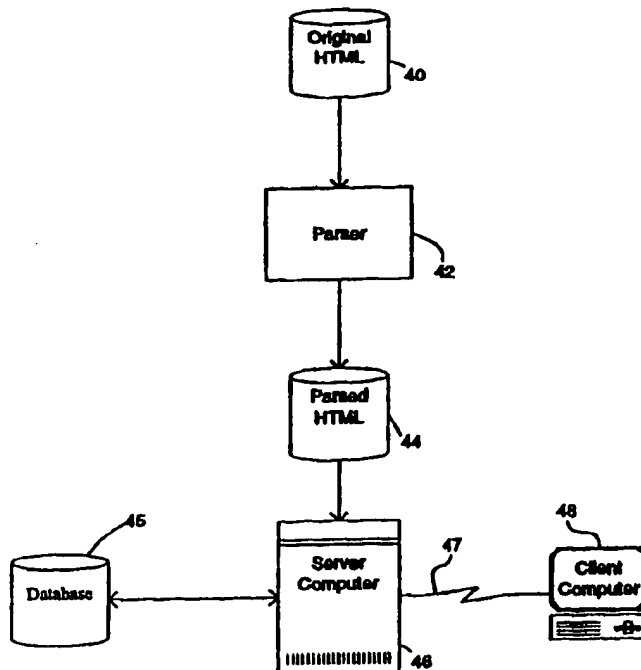 Original
HTML
40
Parser
42
Parsed
HTML
44
45
Database
Server
Computer
46
47
48
Client
Computer